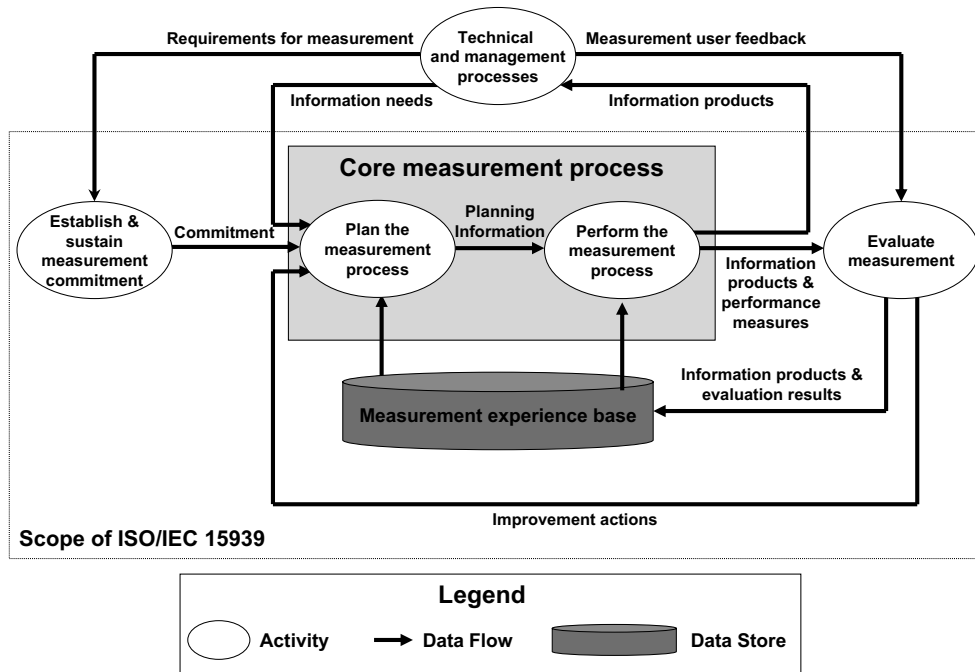 Technical
and management
processes
Requirements for measurement
Measurement user feedback
Information needs
Information products
Core measurement process
Establish &
sustain
measurement
commitment
Commitment
Plan the
measurement
process
Planning
Information
Perform the
measurement
process
Information
products &
performance
measures
Evaluate
measurement
Measurement experience base
Information products &
evaluation results
Improvement actions
Scope of ISO/IEC 15939
Legend
Activity
Data Flow
Data Store